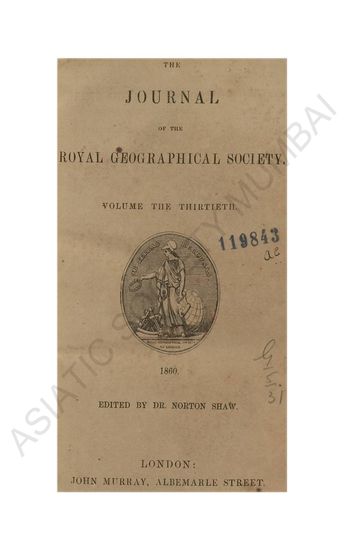 THE
JOURNAL
OF THE
ROYAL GEOGRAPHICAL SOCIETY.
VOLUME THE THIRTIETH.
119843
1860.
EDITED BY DR. NORTON SHAW.
LONDON:
JOHN MURRAY, ALBEMARLE STREET.
ASIATIC SOCIETY MUMBAI